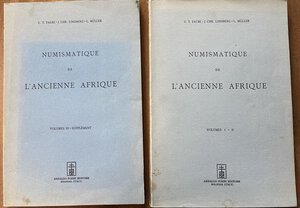 C. T. FALBE - J. CHR. LINDBERG - L. MÜLLER
NUMISMATIQUE
DE
L'ANCIENNE AFRIQUE
VOLUMES III - SUPPLÉMENT
ARNALDO FORNI EDITORE
BOLOGNA (ITALY)
C. T. FALBE - J. CHR. LINDBERG - L. MÜLLER
NUMISMATIQUE
DE
L'ANCIENNE AFRIQUE
VOLUMES I - II
ARNALDO FORNI EDITORE
BOLOGNA (ITALY)